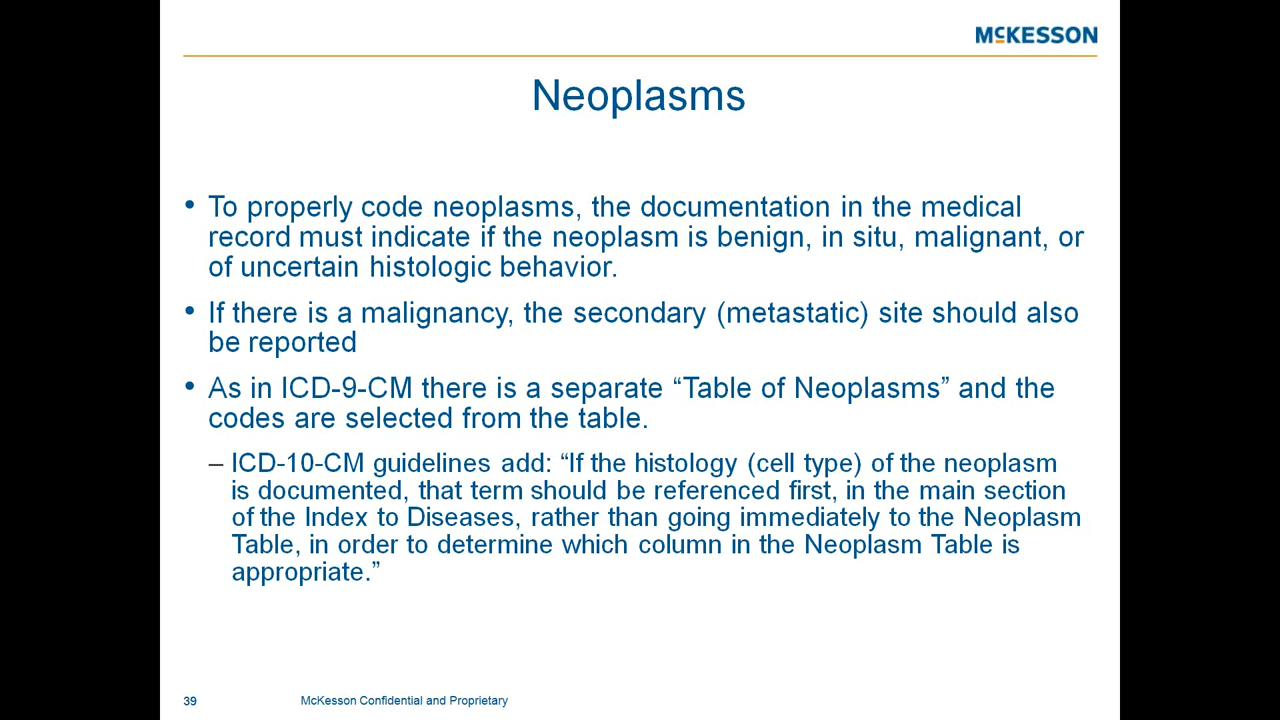 McKESSON
Neoplasms
• To properly code neoplasms, the documentation in the medical
record must indicate if the neoplasm is benign, in situ, malignant, or
of uncertain histologic behavior.
• If there is a malignancy, the secondary (metastatic) site should also
be reported
• As in ICD-9-CM there is a separate “Table of Neoplasms” and the
codes are selected from the table.
– ICD-10-CM guidelines add: “If the histology (cell type) of the neoplasm
is documented, that term should be referenced first, in the main section
of the Index to Diseases, rather than going immediately to the Neoplasm
Table, in order to determine which column in the Neoplasm Table is
appropriate.”
39 McKesson Confidential and Proprietary